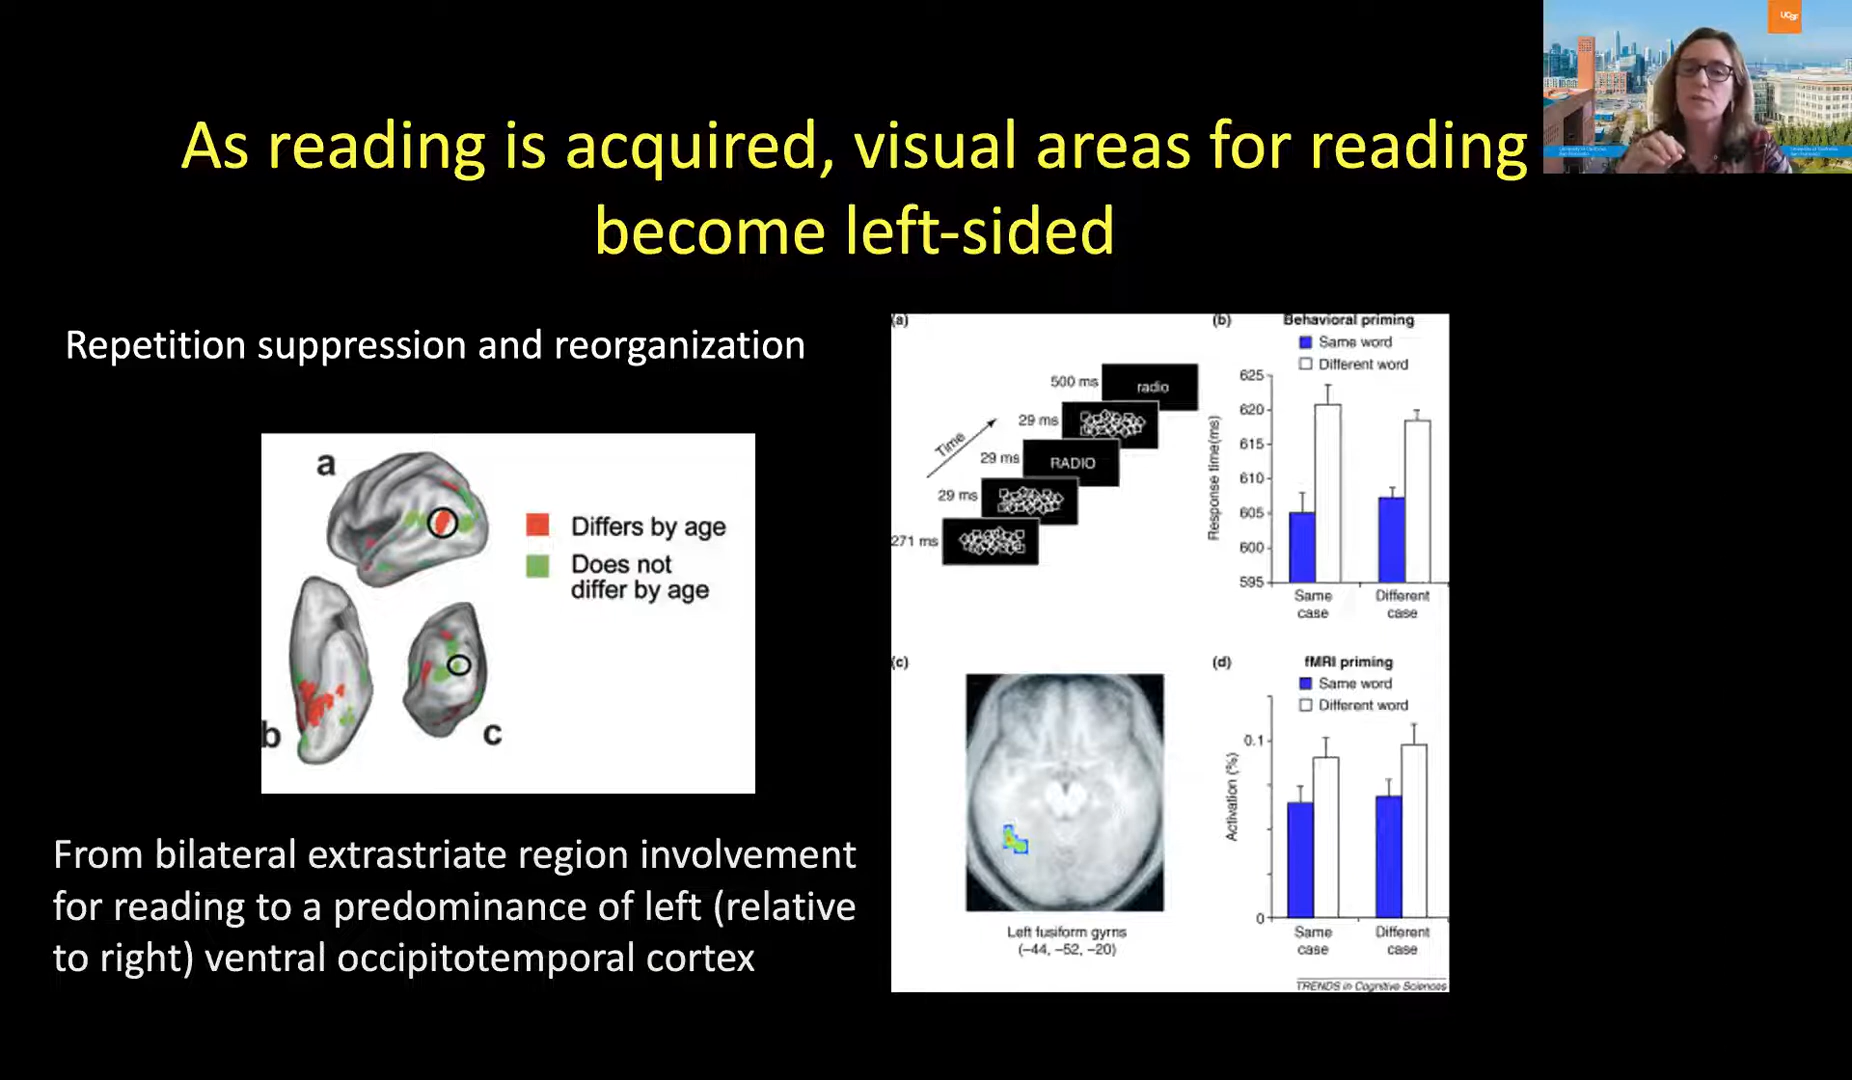 UCSF
As reading is acquired, visual areas for reading
become left-sided
Repetition suppression and reorganization
a
Differs by age
Does not
differ by age
b
c
From bilateral extrastriate region involvement
for reading to a predominance of left (relative
to right) ventral occipitotemporal cortex
(a)
500 ms
radio
29 ms
Time
29 ms
RADIO
29 ms
271 ms
(b)
Behavioral priming
Same word
Different word
Response time(ms)
625
620
615
610
605
600
595
Same
case
Different
case
(c)
Left fusiform gyrns
(–44, –52, –20)
(d)
fMRI priming
Same word
Different word
Activation (%)
0.1
0
Same
case
Different
case
TRENDS in Cognitive Sciences